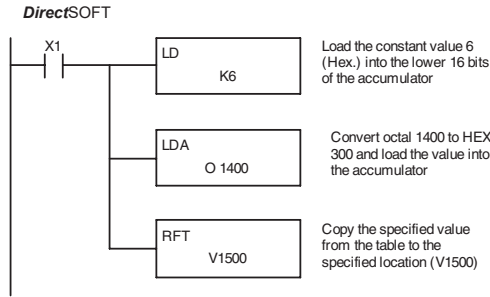 DirectSOFT
X1
LD
K6
Load the constant value 6
(Hex.) into the lower 16 bits
of the accumulator
LDA
O 1400
Convert octal 1400 to HEX
300 and load the value into
the accumulator
RFT
V1500
Copy the specified value
from the table to the
specified location (V1500)